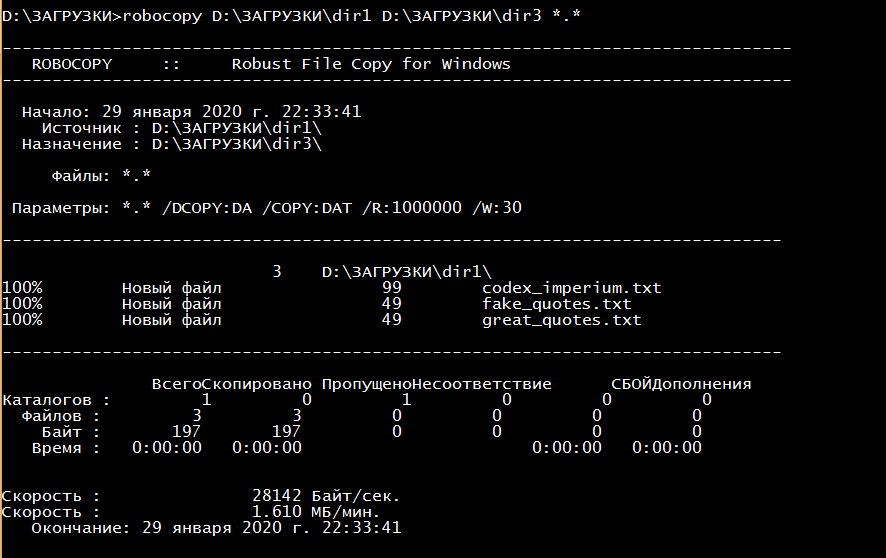 D:\ЗАГРУЗКИ>robocopy D:\ЗАГРУЗКИ\dir1 D:\ЗАГРУЗКИ\dir3 *.*
-------------------------------------------------------------------------------
ROBOCOPY     ::     Robust File Copy for Windows
-------------------------------------------------------------------------------
Начало: 29 января 2020 г. 22:33:41
Источник : D:\ЗАГРУЗКИ\dir1\
Назначение : D:\ЗАГРУЗКИ\dir3\
Файлы: *.*
Параметры: *.* /DCOPY:DA /COPY:DAT /R:1000000 /W:30
------------------------------------------------------------------------------
3    D:\ЗАГРУЗКИ\dir1\
100%        Новый файл                99        codex_imperium.txt
100%        Новый файл                49        fake_quotes.txt
100%        Новый файл                49        great_quotes.txt
------------------------------------------------------------------------------
ВсегоСкопировано ПропущеноНесоответствие      СБОЙДополнения
Каталогов :         1         0         1         0         0         0
Файлов :         3         3         0         0         0         0
Байт :       197       197         0         0         0         0
Время :   0:00:00   0:00:00                       0:00:00   0:00:00
Скорость :               28142 Байт/сек.
Скорость :               1.610 МБ/мин.
Окончание: 29 января 2020 г. 22:33:41